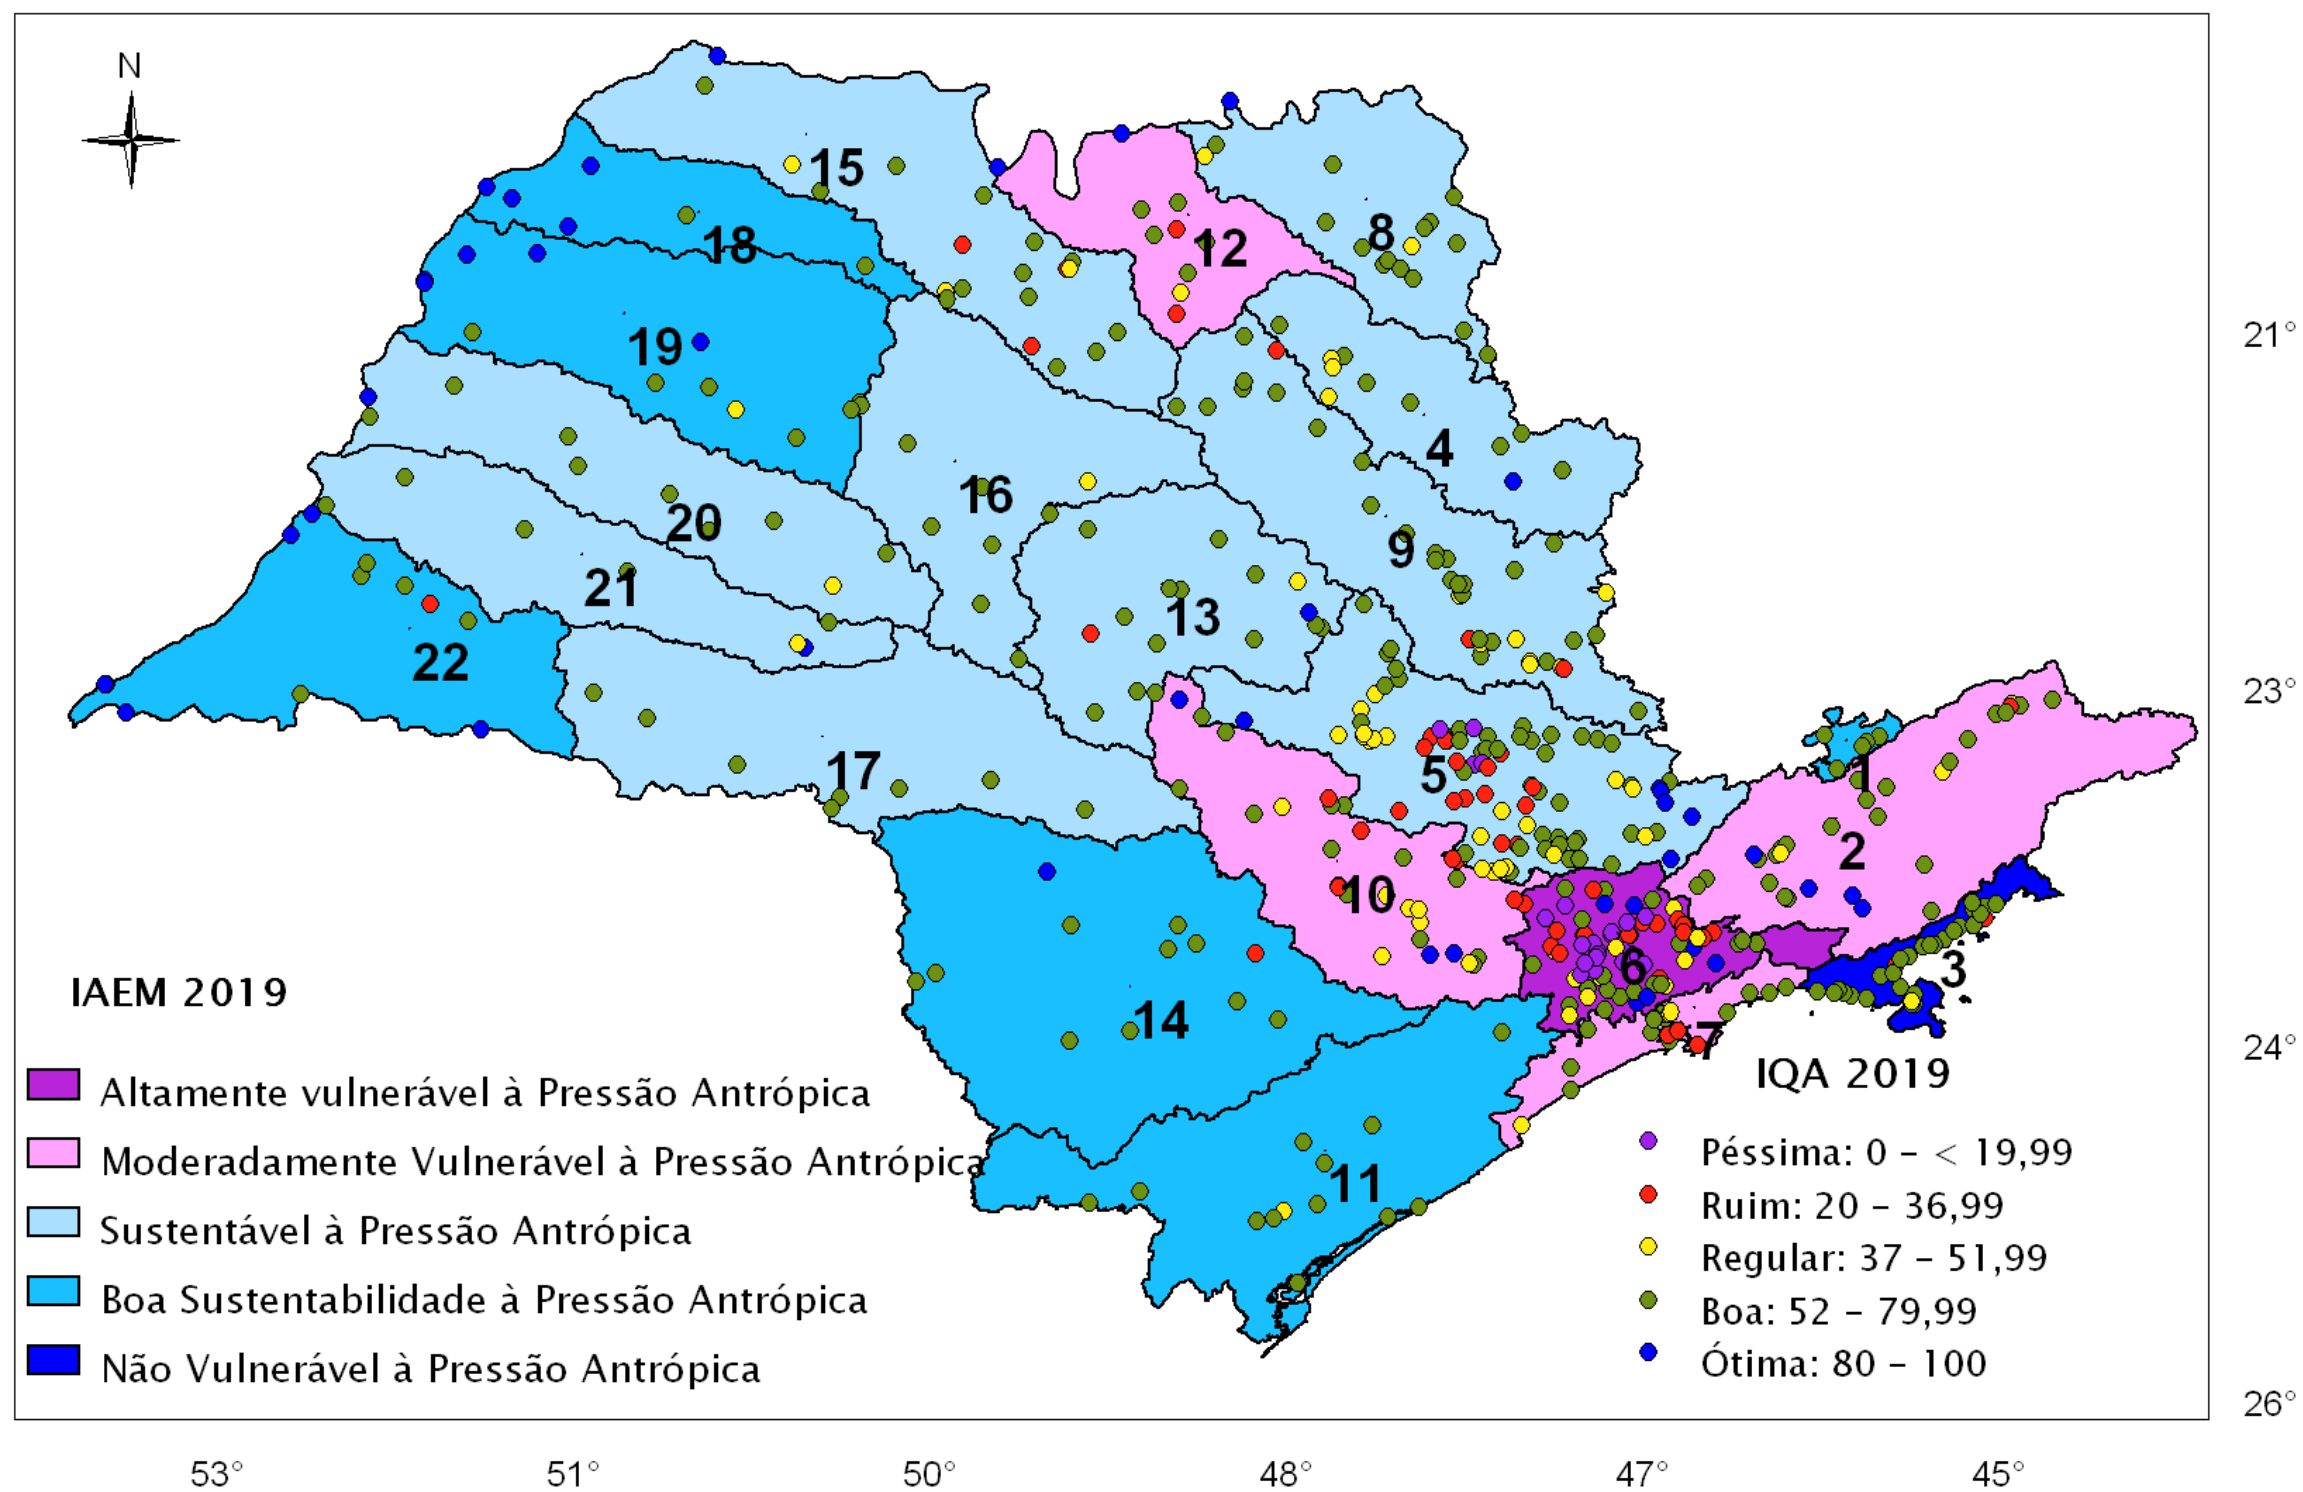 N
15
18
12
8
19
21°
4
16
20
9
21
13
22
23°
17
5
1
2
10
6
3
IAEM 2019
14
7
24°
Altamente vulnerável à Pressão Antrópica
Moderadamente Vulnerável à Pressão Antrópica
Sustentável à Pressão Antrópica
Boa Sustentabilidade à Pressão Antrópica
Não Vulnerável à Pressão Antrópica
11
IQA 2019
Péssima: 0 – < 19,99
Ruim: 20 – 36,99
Regular: 37 – 51,99
Boa: 52 – 79,99
Ótima: 80 – 100
26°
53° 51° 50° 48° 47° 45°